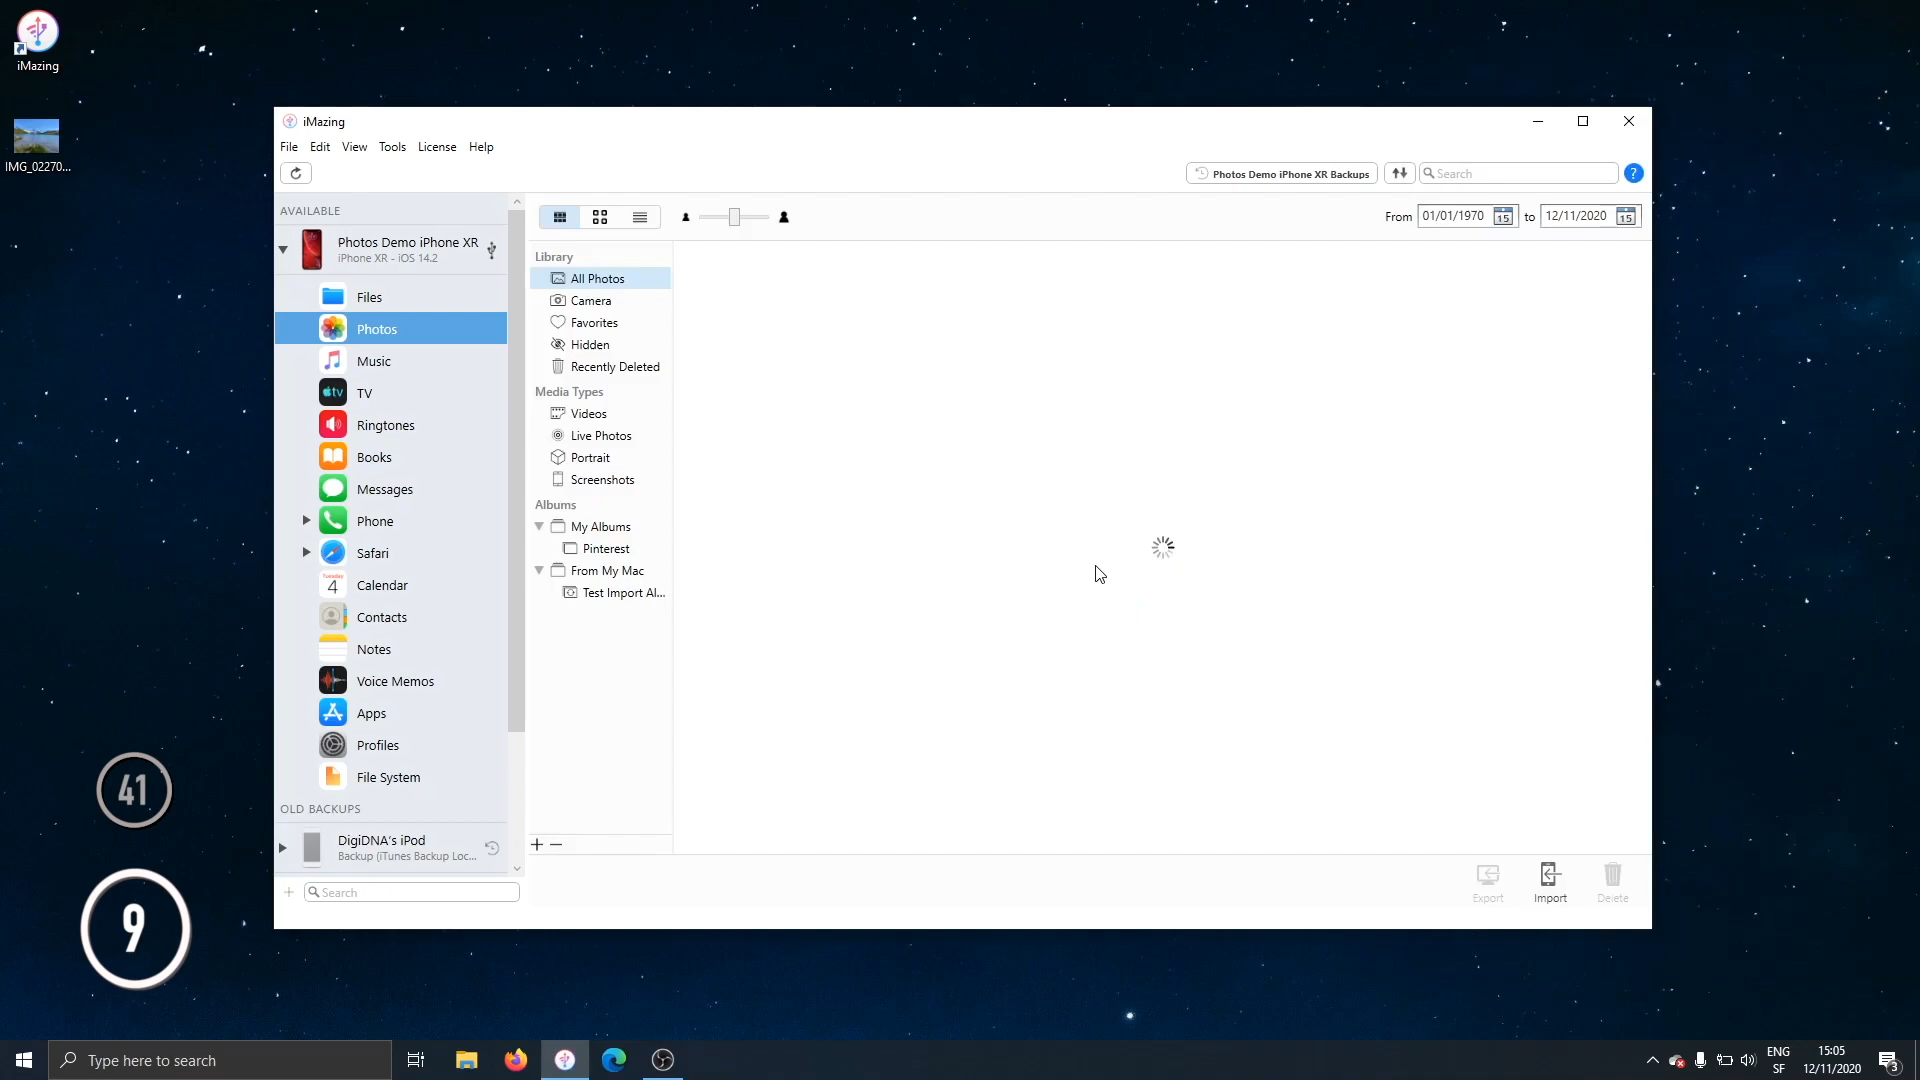 iMazing
IMG_02270...
iMazing
File Edit View Tools License Help
Photos Demo iPhone XR Backups
Search
?
AVAILABLE
Photos Demo iPhone XR
iPhone XR - iOS 14.2
Files
Photos
Music
TV
Ringtones
Books
Messages
Phone
Safari
Calendar
Contacts
Notes
Voice Memos
Apps
Profiles
File System
OLD BACKUPS
DigiDNA's iPod
Backup (iTunes Backup Loc...
Search
From 01/01/1970 15 to 12/11/2020 15
Library
All Photos
Camera
Favorites
Hidden
Recently Deleted
Media Types
Videos
Live Photos
Portrait
Screenshots
Albums
My Albums
Pinterest
From My Mac
Test Import Al...
Export Import Delete
41
9
Type here to search
ENG
SF
15:05
12/11/2020
3